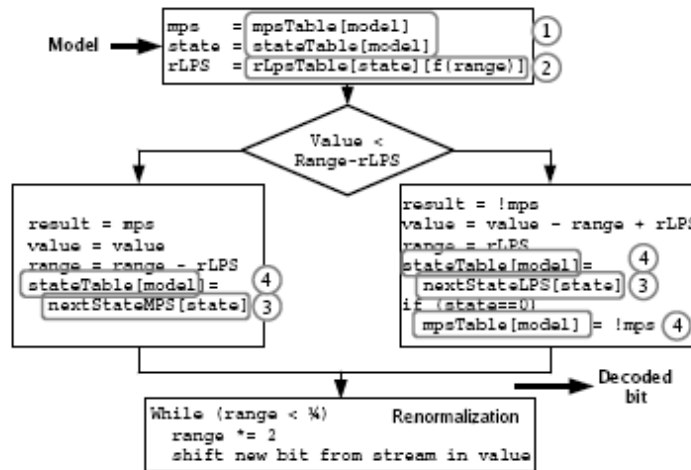 Model
mps = mpsTable[model]
state = stateTable[model]
1
rLPS = rLpsTable[state][f(range)]
2
Value <
Range-rLPS
result = mps
value = value
range = range - rLPS
stateTable[model]=
4
nextStateMPS[state]
3
result = !mps
value = value - range + rLPS
range = rLPS
stateTable[model]=
4
nextStateLPS[state]
3
if (state==0)
mpsTable[model] = !mps
4
Decoded
bit
While (range < ¾)
Renormalization
range *= 2
shift new bit from stream in value